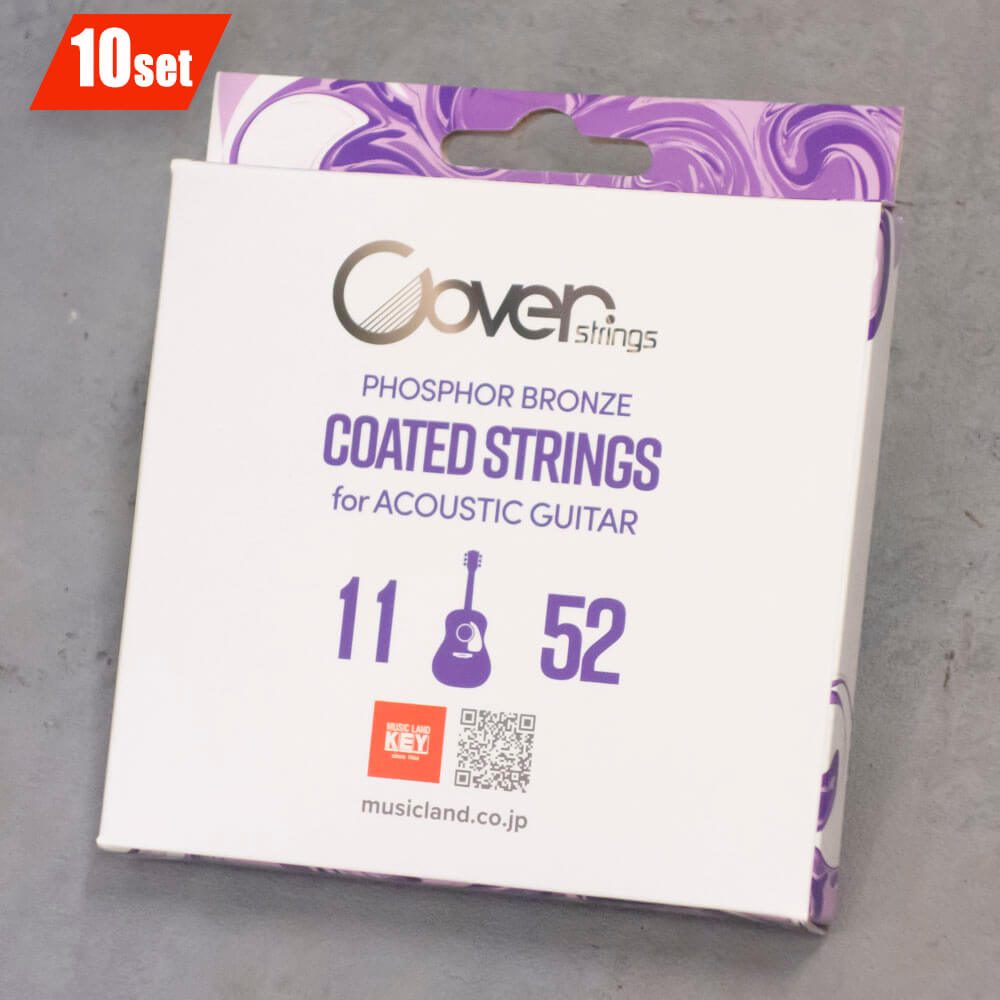 10set
Cover
strings
PHOSPHOR BRONZE
COATED STRINGS
for ACOUSTIC GUITAR
11 52
MUSIC LAND
KEY
musicland.co.jp